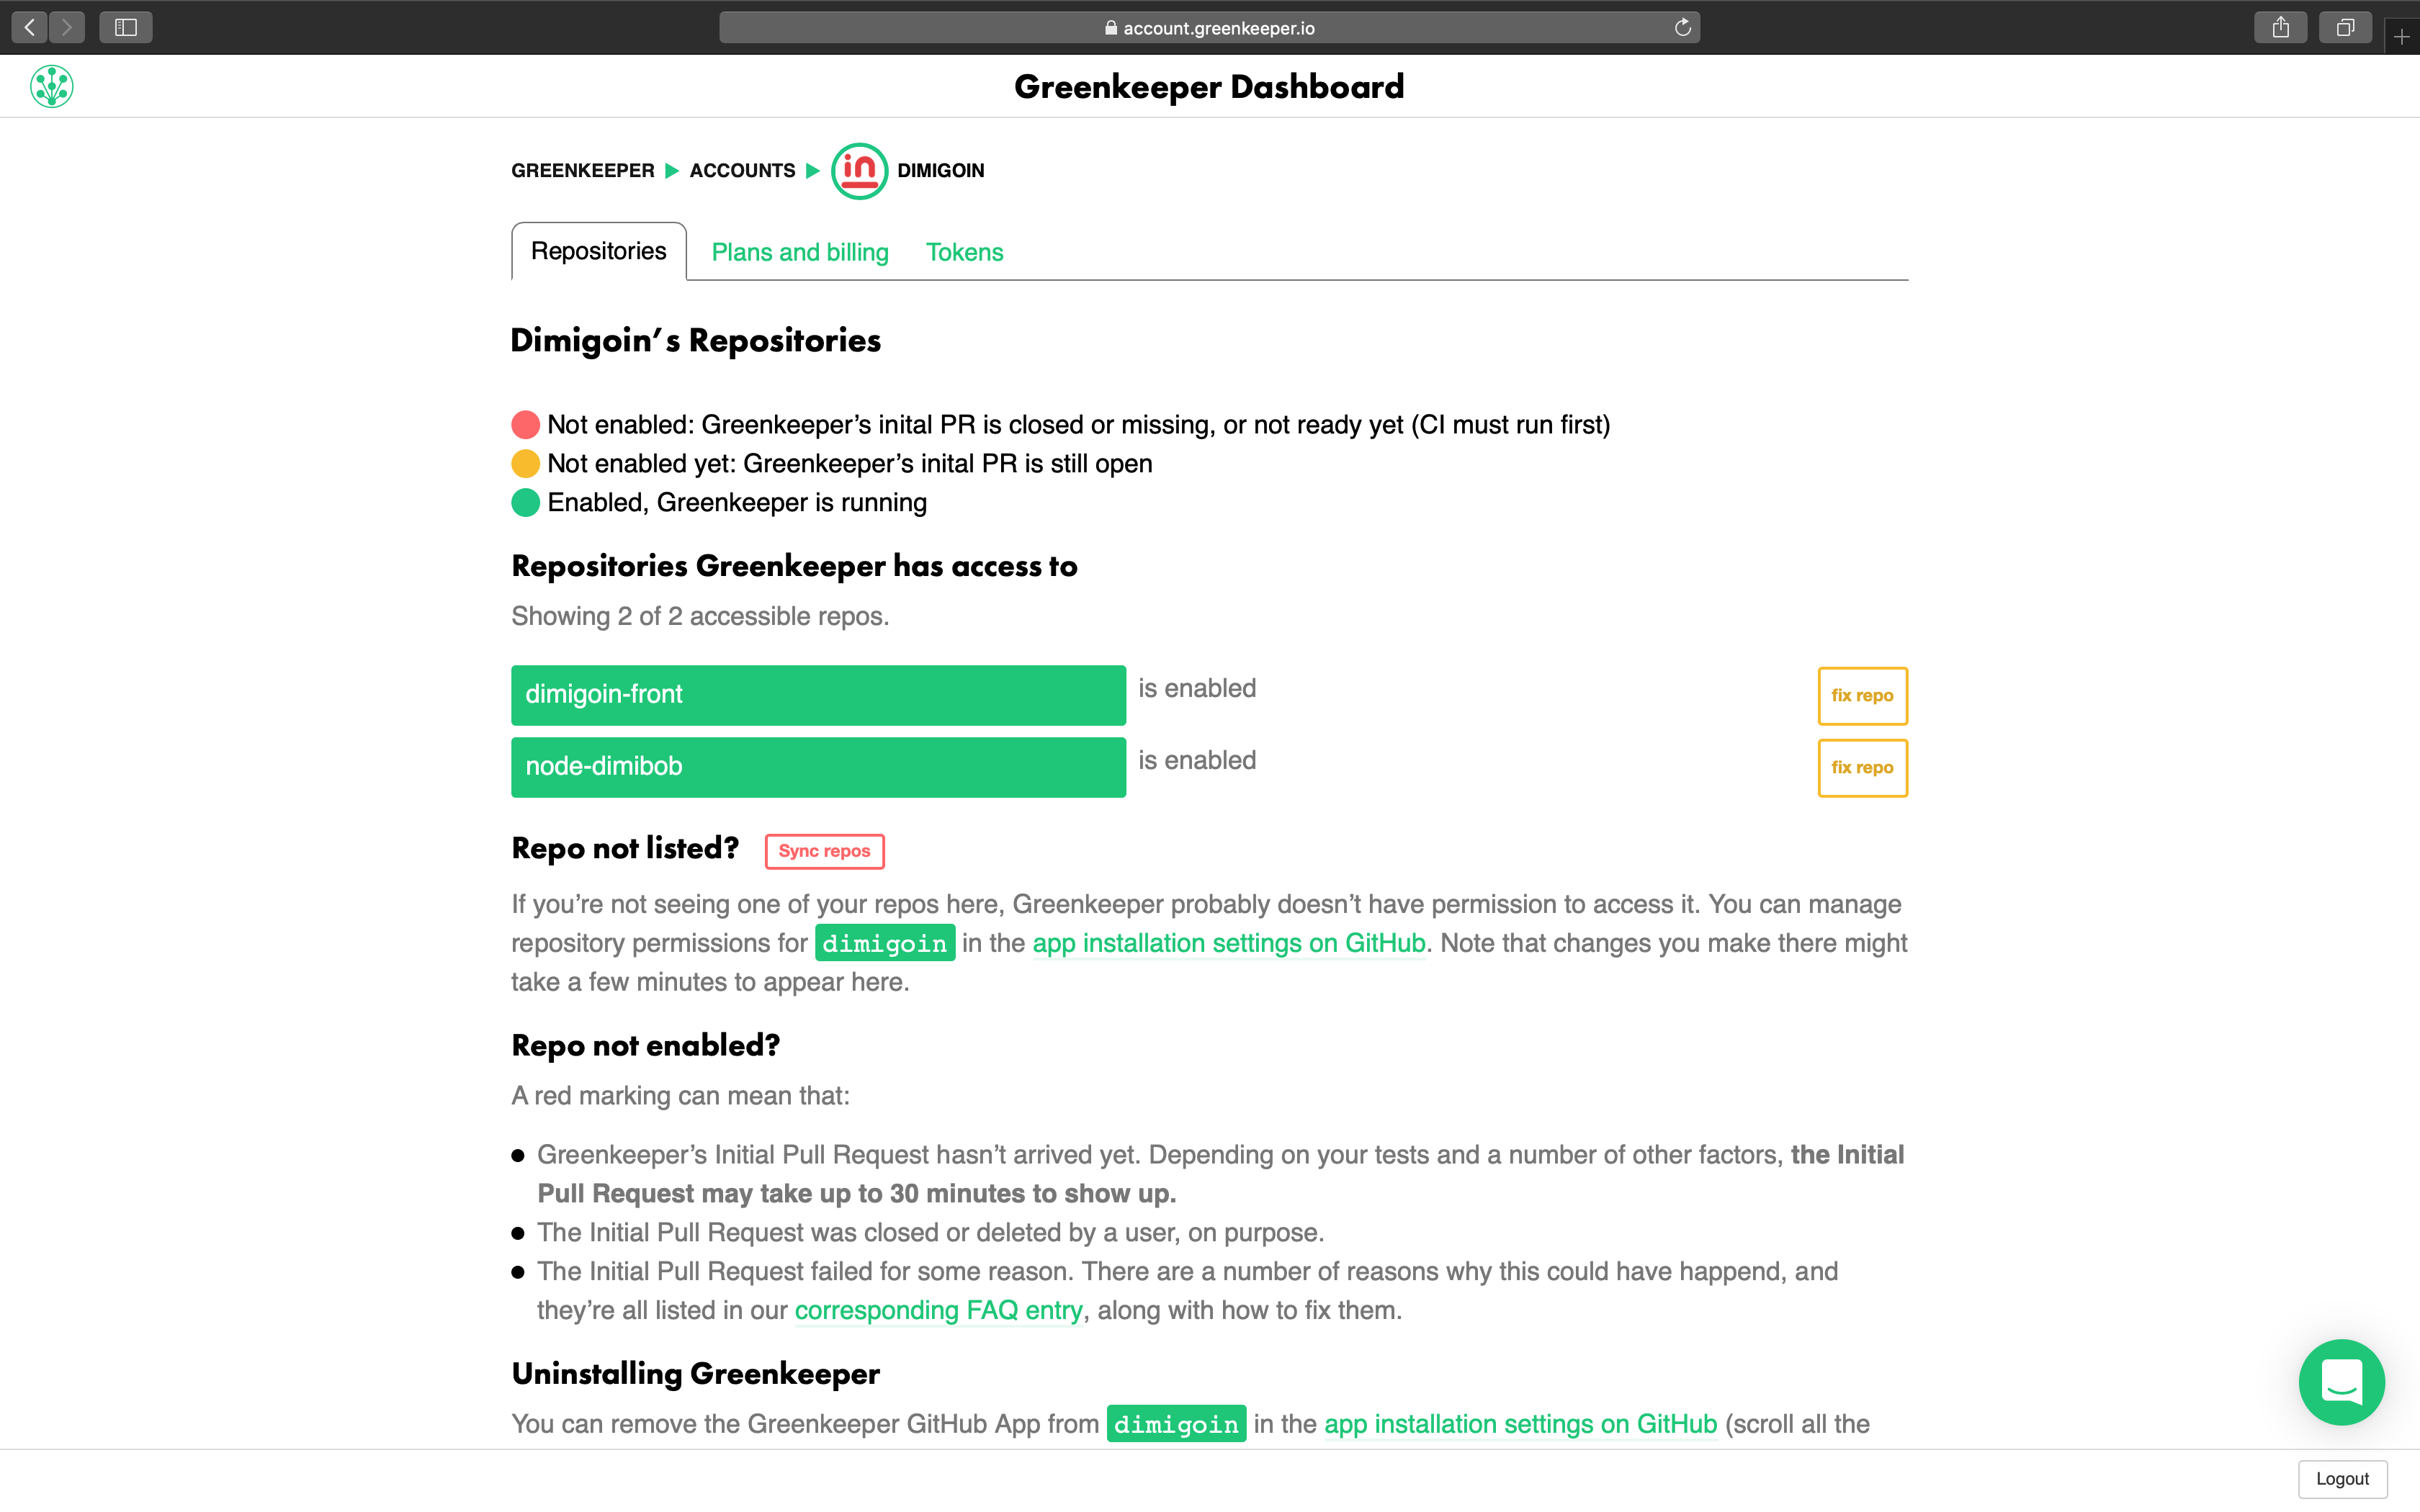 account.greenkeeper.io
Greenkeeper Dashboard
GREENKEEPER ACCOUNTS in DIMIGOIN
Repositories Plans and billing Tokens
Dimigoin’s Repositories
Not enabled: Greenkeeper’s inital PR is closed or missing, or not ready yet (CI must run first)
Not enabled yet: Greenkeeper’s inital PR is still open
Enabled, Greenkeeper is running
Repositories Greenkeeper has access to
Showing 2 of 2 accessible repos.
dimigoin-front is enabled fix repo
node-dimibob is enabled fix repo
Repo not listed? Sync repos
If you’re not seeing one of your repos here, Greenkeeper probably doesn’t have permission to access it. You can manage
repository permissions for dimigoin in the app installation settings on GitHub. Note that changes you make there might
take a few minutes to appear here.
Repo not enabled?
A red marking can mean that:
Greenkeeper’s Initial Pull Request hasn’t arrived yet. Depending on your tests and a number of other factors, the Initial
Pull Request may take up to 30 minutes to show up.
The Initial Pull Request was closed or deleted by a user, on purpose.
The Initial Pull Request failed for some reason. There are a number of reasons why this could have happend, and
they’re all listed in our corresponding FAQ entry, along with how to fix them.
Uninstalling Greenkeeper
You can remove the Greenkeeper GitHub App from dimigoin in the app installation settings on GitHub (scroll all the
Logout